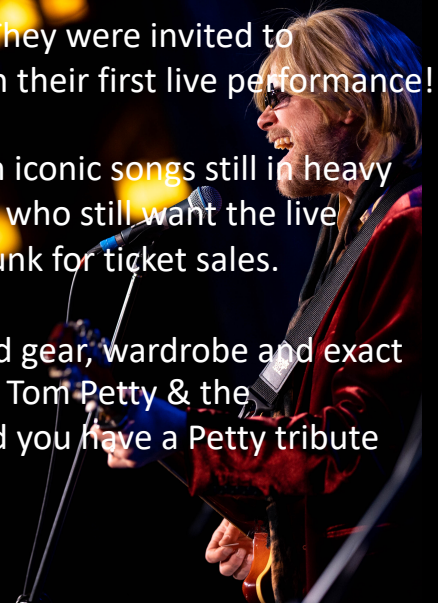 They were invited to
n their first live performance!
n iconic songs still in heavy
who still want the live
unk for ticket sales.
d gear, wardrobe and exact
Tom Petty & the
d you have a Petty tribute